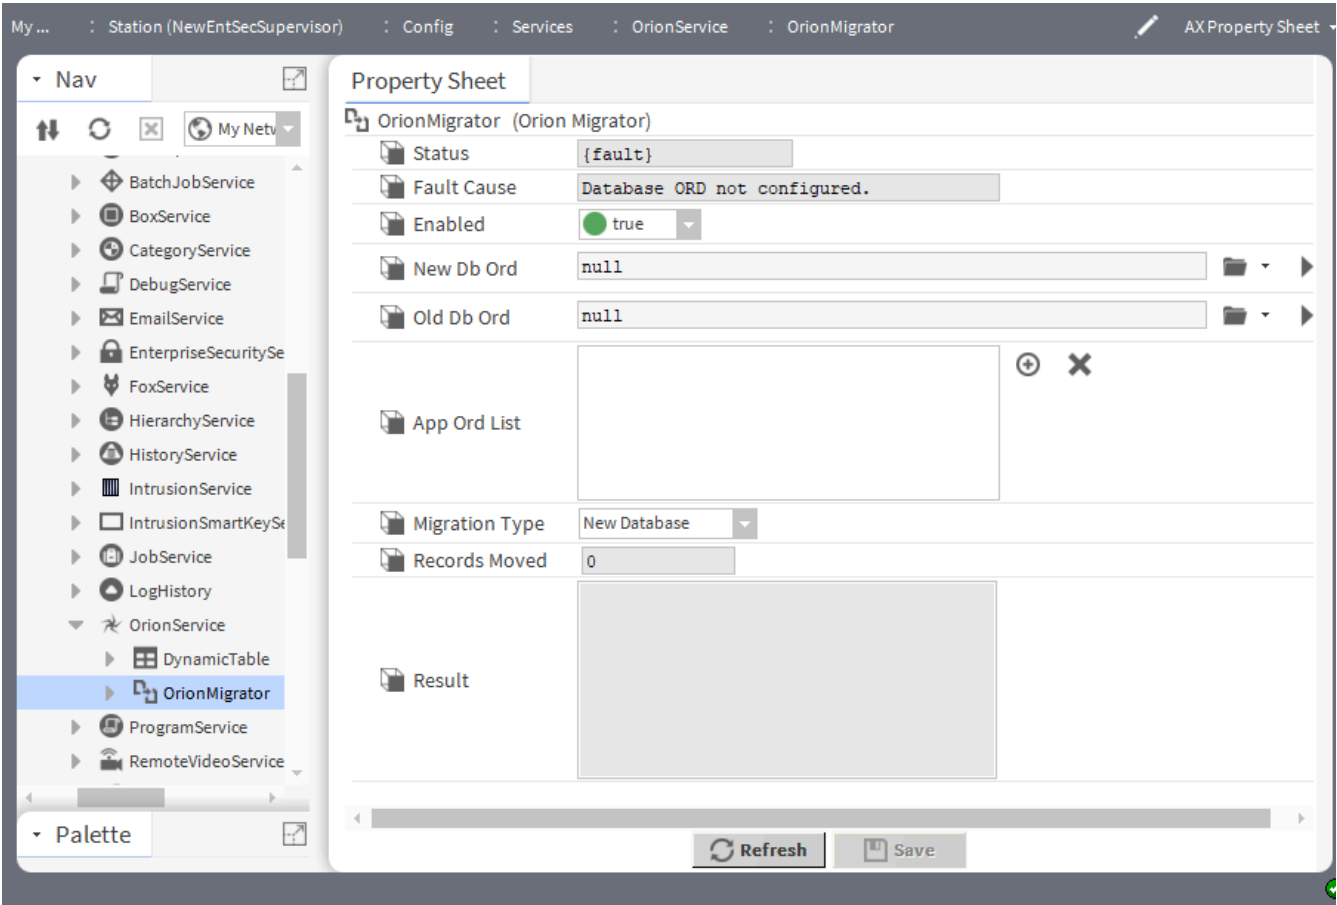 My ... : Station (NewEntSecSupervisor) : Config : Services : OrionService : OrionMigrator AX Property Sheet
Nav
My Netv
BatchJobService
BoxService
CategoryService
DebugService
EmailService
EnterpriseSecuritySe
FoxService
HierarchyService
HistoryService
IntrusionService
IntrusionSmartKeySe
JobService
LogHistory
OrionService
DynamicTable
OrionMigrator
ProgramService
RemoteVideoService
Palette
Property Sheet
OrionMigrator (Orion Migrator)
Status {fault}
Fault Cause Database ORD not configured.
Enabled true
New Db Ord null
Old Db Ord null
App Ord List
Migration Type New Database
Records Moved 0
Result
Refresh Save